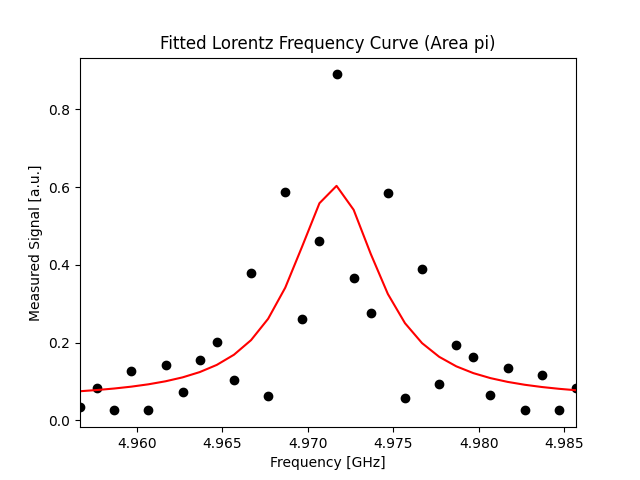 Fitted Lorentz Frequency Curve (Area pi)
Measured Signal [a.u.]
0.8
0.6
0.4
0.2
0.0
4.960 4.965 4.970 4.975 4.980 4.985
Frequency [GHz]